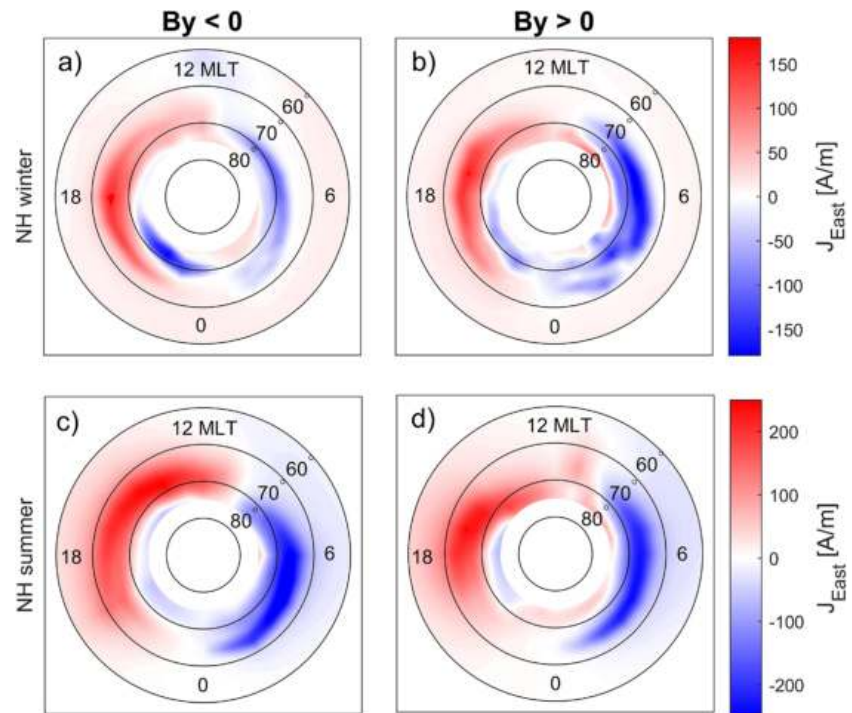 By < 0
By > 0
NH winter
a)
12 MLT
60°
70°
80°
18
6
0
b)
12 MLT
60°
70°
80°
18
6
0
150
100
50
0
-50
-100
-150
J_East [A/m]
NH summer
c)
12 MLT
60°
70°
80°
18
6
0
d)
12 MLT
60°
70°
80°
18
6
0
200
100
0
-100
-200
J_East [A/m]